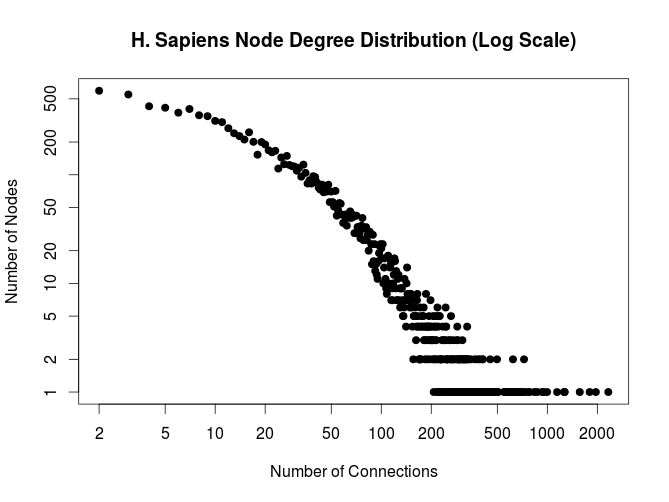 H. Sapiens Node Degree Distribution (Log Scale)
Number of Nodes
500
200
50
20
10
5
2
1
2 5 10 20 50 100 200 500 1000 2000
Number of Connections